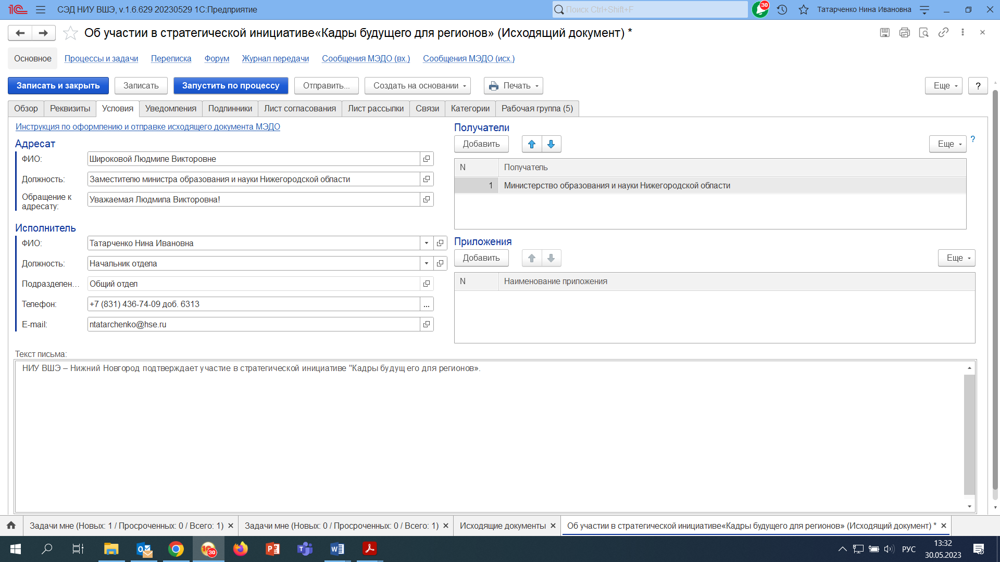 СЭД НИУ ВШЭ, v.1.6.629 20230529 1С:Предприятие
Поиск Ctrl+Shift+F
30
Татарченко Нина Ивановна
Об участии в стратегической инициативе«Кадры будущего для регионов» (Исходящий документ) *
Основное Процессы и задачи Переписка Форум Журнал передачи Сообщения МЭДО (вх.) Сообщения МЭДО (исх.)
Записать и закрыть Записать Запустить по процессу Отправить... Создать на основании Печать Еще ?
Обзор Реквизиты Условия Уведомления Подлинники Лист согласования Лист рассылки Связи Категории Рабочая группа (5)
Инструкция по оформлению и отправке исходящего документа МЭДО
Адресат
ФИО: Широковой Людмиле Викторовне
Должность: Заместителю министра образования и науки Нижегородской области
Обращение к
адресату: Уважаемая Людмила Викторовна!
Исполнитель
ФИО: Татарченко Нина Ивановна
Должность: Начальник отдела
Подразделен... Общий отдел
Телефон: +7 (831) 436-74-09 доб. 6313 ...
E-mail: ntatarchenko@hse.ru
Получатели
Добавить Еще ?
N Получатель
1 Министерство образования и науки Нижегородской области
Приложения
Добавить Еще
N Наименование приложения
Текст письма:
НИУ ВШЭ – Нижний Новгород подтверждает участие в стратегической инициативе "Кадры будущ его для регионов».
Задачи мне (Новых: 1 / Просроченных: 0 / Всего: 1) Задачи мне (Новых: 0 / Просроченных: 0 / Всего: 1) Исходящие документы Об участии в стратегической инициативе«Кадры будущего для регионов» (Исходящий документ) *
30
РУС
13:32
30.05.2023